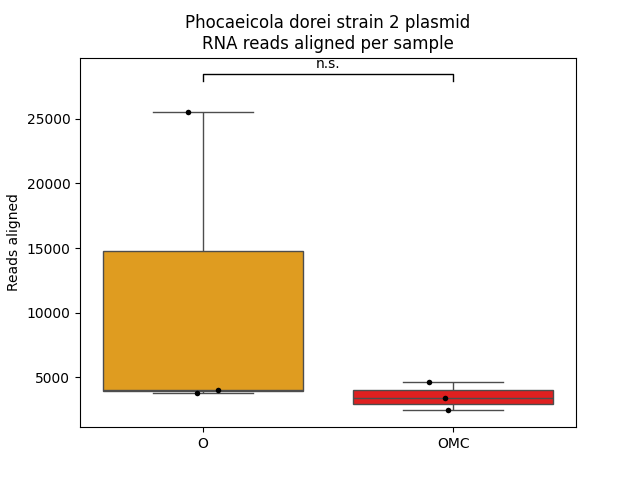 Phocaeicola dorei strain 2 plasmid
RNA reads aligned per sample
n.s.
25000
20000
15000
10000
5000
Reads aligned
O
OMC